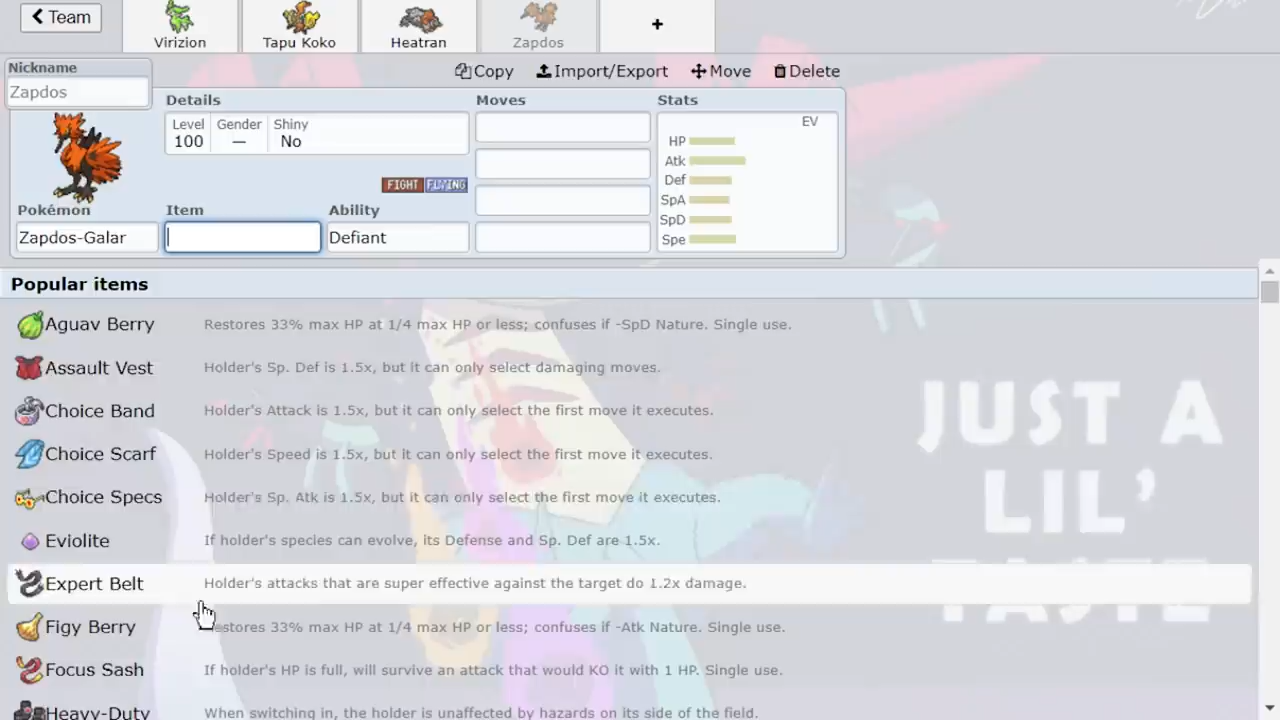 Team
Virizion
Tapu Koko
Heatran
Zapdos
+
Nickname
Zapdos
Copy
Import/Export
Move
Delete
Details
Level
100
Gender
—
Shiny
No
FIGHT FLYING
Pokémon
Zapdos-Galar
Item
Ability
Defiant
Moves
Stats
EV
HP
Atk
Def
SpA
SpD
Spe
Popular items
Aguav Berry Restores 33% max HP at 1/4 max HP or less; confuses if -SpD Nature. Single use.
Assault Vest Holder's Sp. Def is 1.5x, but it can only select damaging moves.
Choice Band Holder's Attack is 1.5x, but it can only select the first move it executes.
Choice Scarf Holder's Speed is 1.5x, but it can only select the first move it executes.
Choice Specs Holder's Sp. Atk is 1.5x, but it can only select the first move it executes.
Eviolite If holder's species can evolve, its Defense and Sp. Def are 1.5x.
Expert Belt Holder's attacks that are super effective against the target do 1.2x damage.
Figy Berry Restores 33% max HP at 1/4 max HP or less; confuses if -Atk Nature. Single use.
Focus Sash If holder's HP is full, will survive an attack that would KO it with 1 HP. Single use.
Heavy-Duty When switching in, the holder is unaffected by hazards on its side of the field.
JUST A
LIL'
TASTE